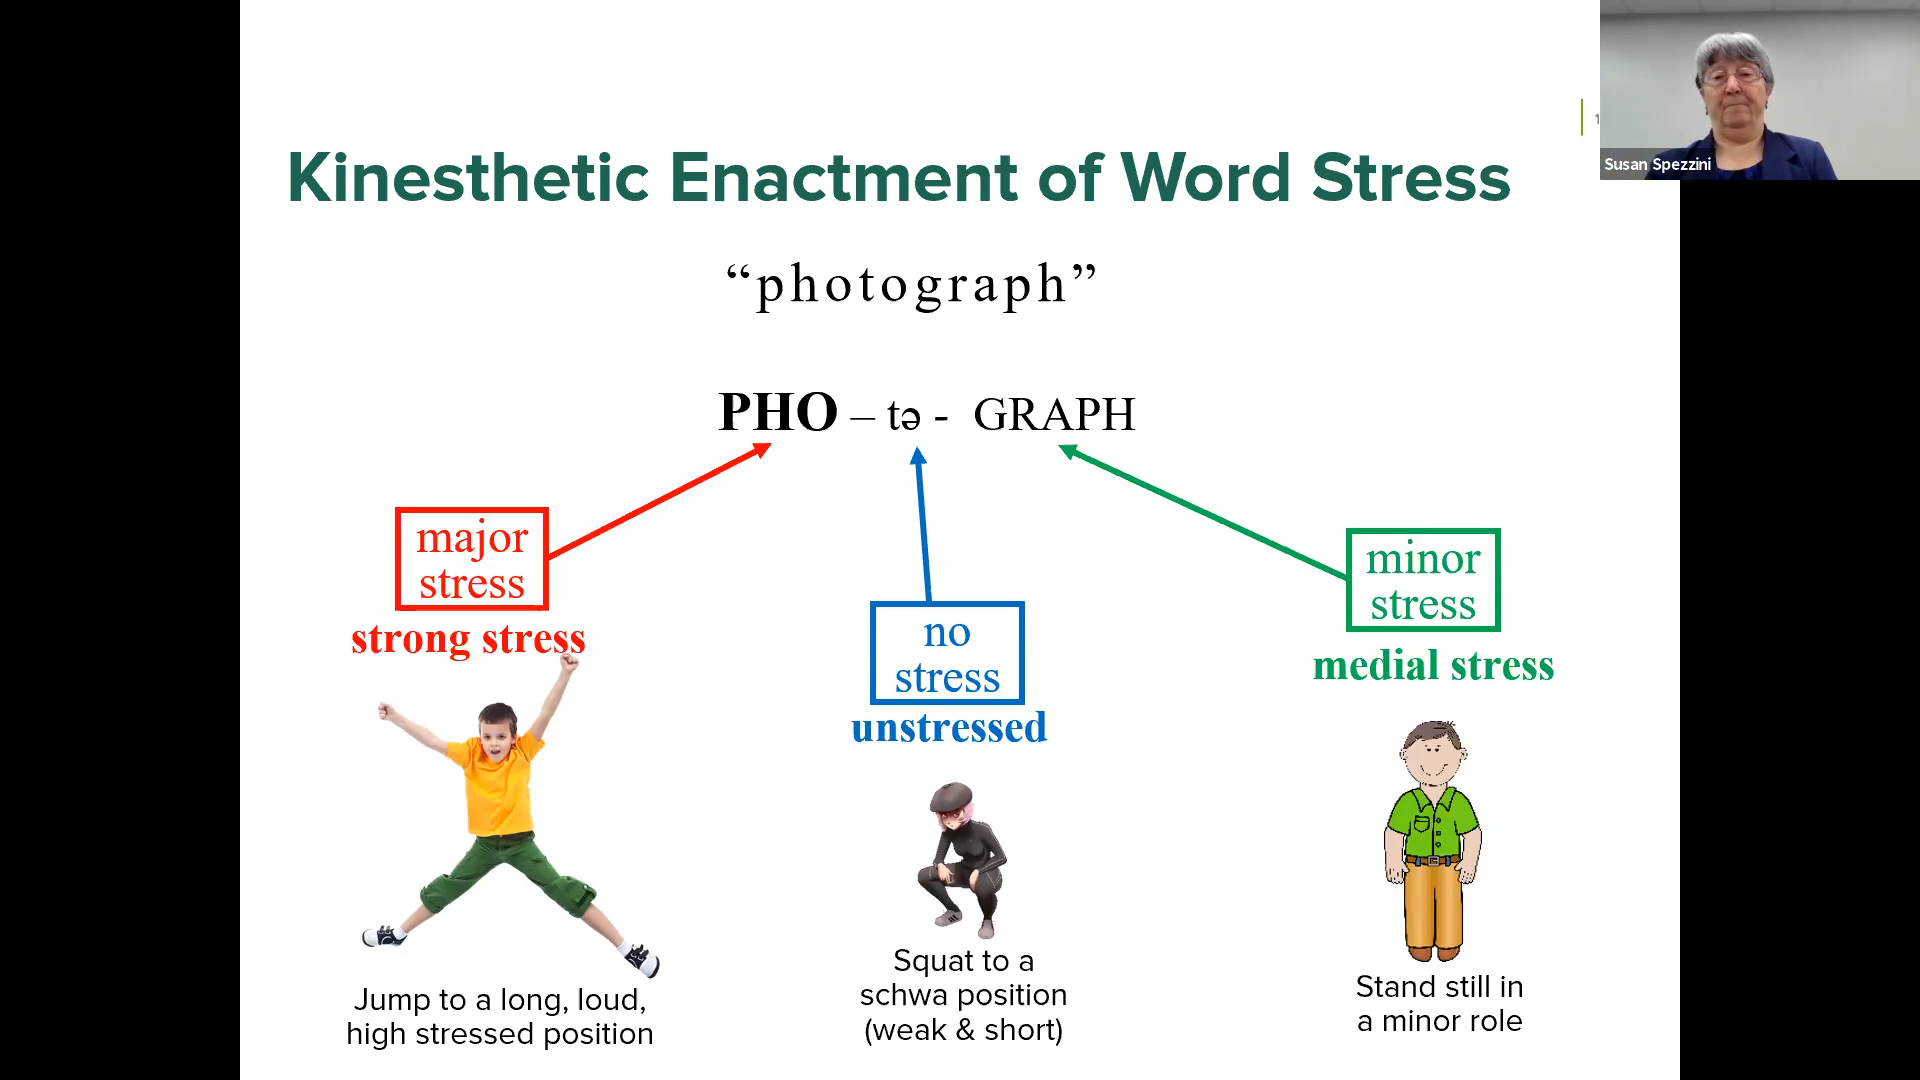 Kinesthetic Enactment of Word Stress
Susan Spezzini
“photograph”
PHO – tə - GRAPH
major
stress
strong stress
no
stress
unstressed
minor
stress
medial stress
Jump to a long, loud,
high stressed position
Squat to a
schwa position
(weak & short)
Stand still in
a minor role